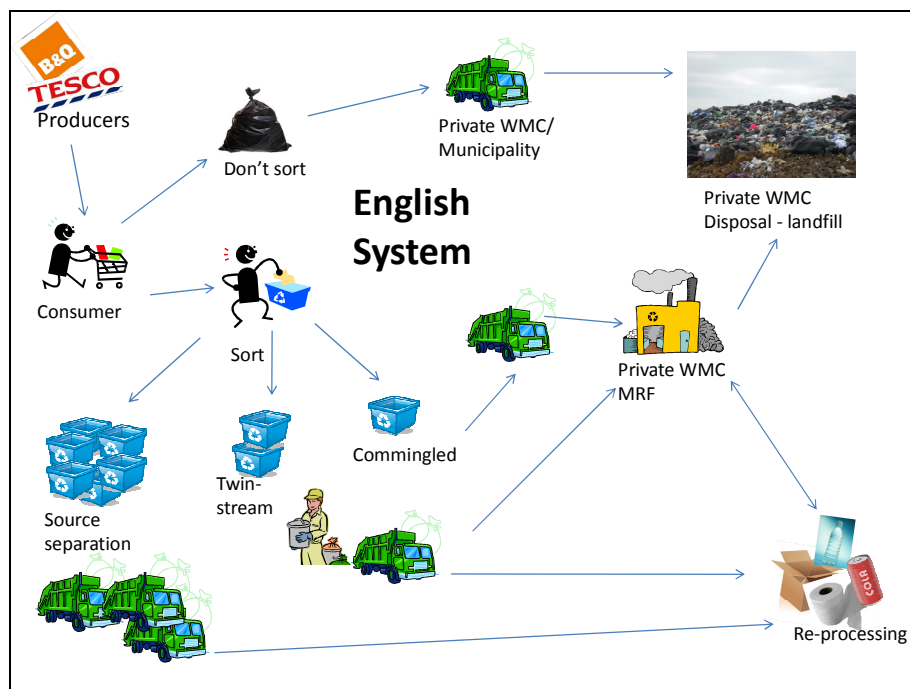 B&Q
TESCO
Producers
Don't sort
Private WMC/
Municipality
Private WMC
Disposal - landfill
English
System
Consumer
Sort
Private WMC
MRF
Source
separation
Twin-
stream
Commingled
COLA
Re-processing